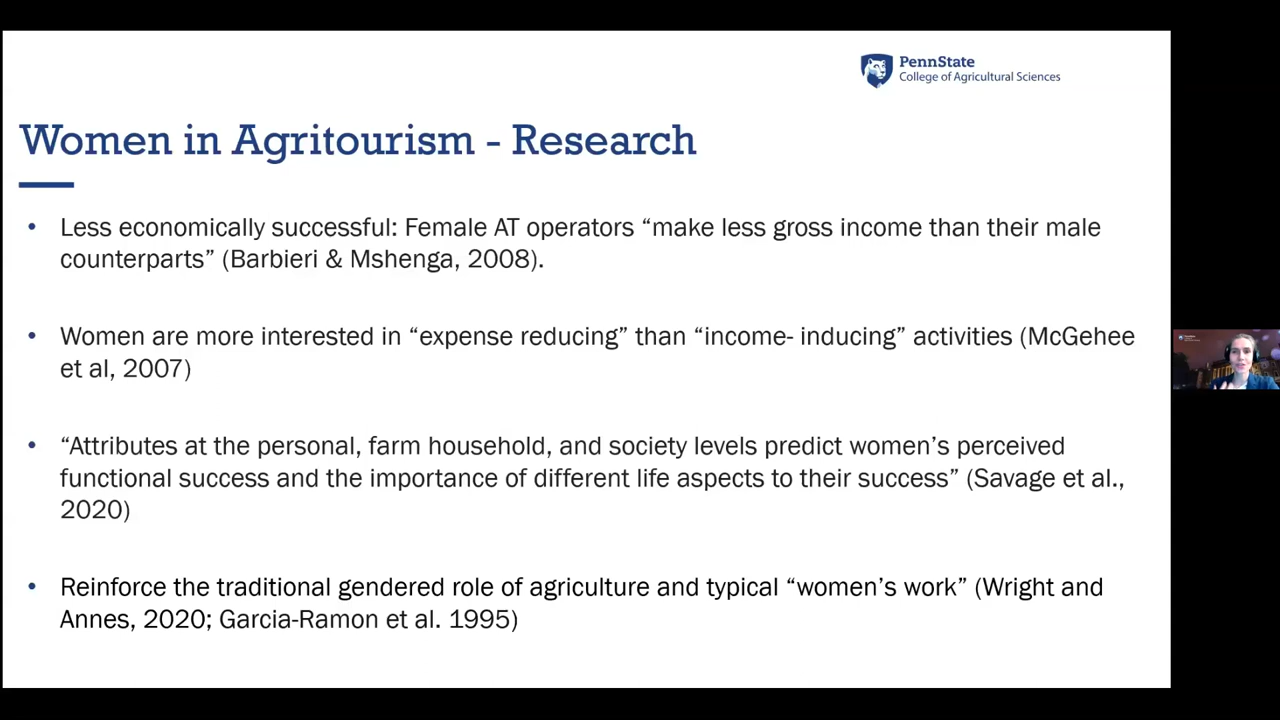 PennState
College of Agricultural Sciences
Women in Agritourism - Research
• Less economically successful: Female AT operators “make less gross income than their male
counterparts” (Barbieri & Mshenga, 2008).
• Women are more interested in “expense reducing” than “income- inducing” activities (McGehee
et al, 2007)
• “Attributes at the personal, farm household, and society levels predict women’s perceived
functional success and the importance of different life aspects to their success” (Savage et al.,
2020)
• Reinforce the traditional gendered role of agriculture and typical “women’s work” (Wright and
Annes, 2020; Garcia-Ramon et al. 1995)